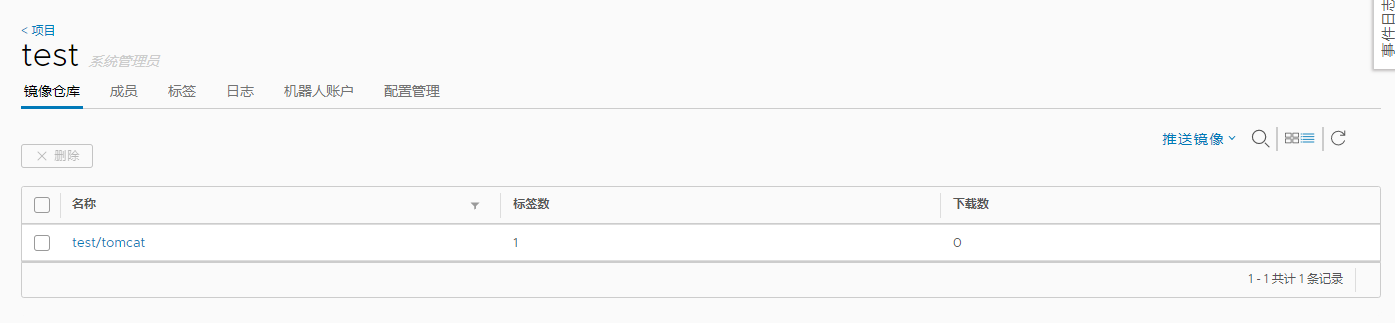 事件日志
< 项目
test 系统管理员
镜像仓库 成员 标签 日志 机器人账户 配置管理
推送镜像
× 删除
名称 标签数 下载数
test/tomcat 1 0
1 - 1 共计 1 条记录